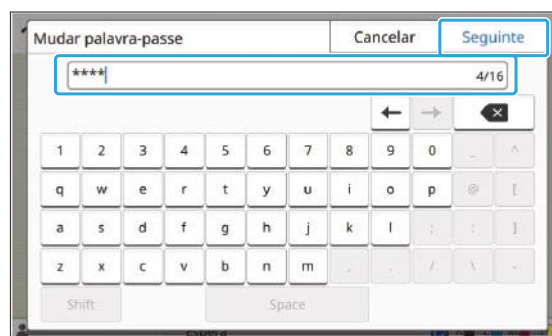 Mudar palavra-passe Cancelar Seguinte
**** 4/16
← → ×
1 2 3 4 5 6 7 8 9 0 _ ^
q w e r t y u i o p @ [
a s d f g h j k l ; : ]
z x c v b n m , . / \ -
Shift Space